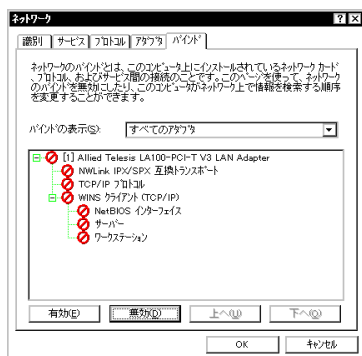 ネットワーク
識別 サービス プロトコル アダプタ バインド
ネットワークのバインドとは、このコンピュータ上にインストールされているネットワーク カード
、プロトコル、およびサービス間の接続のことです。このページを使って、ネットワーク
のバインドを無効にしたり、このコンピュータがネットワーク上で情報を検索する順序
を変更することができます。
バインドの表示(S): すべてのアダプタ
[1] Allied Telesis LA100-PCI-T V3 LAN Adapter
NWLink IPX/SPX 互換トランスポート
TCP/IP プロトコル
WINS クライアント (TCP/IP)
NetBIOS インターフェイス
サーバー
ワークステーション
有効(E) 無効(D) 上へ(U) 下へ(O)
OK キャンセル